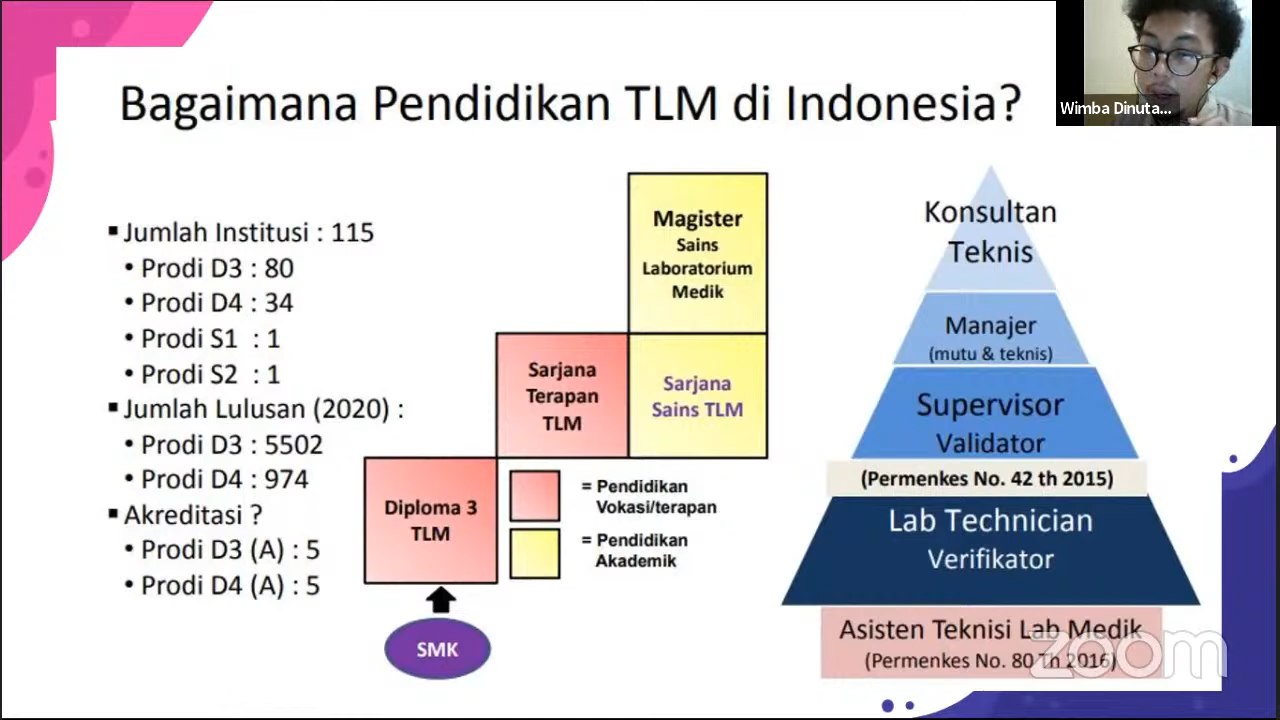 Bagaimana Pendidikan TLM di Indonesia?
Wimba Dinuta...
▪ Jumlah Institusi : 115
• Prodi D3 : 80
• Prodi D4 : 34
• Prodi S1 : 1
• Prodi S2 : 1
▪ Jumlah Lulusan (2020) :
• Prodi D3 : 5502
• Prodi D4 : 974
▪ Akreditasi ?
• Prodi D3 (A) : 5
• Prodi D4 (A) : 5
Magister
Sains
Laboratorium
Medik
Sarjana
Terapan
TLM
Sarjana
Sains TLM
Diploma 3
TLM
= Pendidikan
Vokasi/terapan
= Pendidikan
Akademik
SMK
Konsultan
Teknis
Manajer
(mutu & teknis)
Supervisor
Validator
(Permenkes No. 42 th 2015)
Lab Technician
Verifikator
Asisten Teknisi Lab Medik
(Permenkes No. 80 Th 2016)
zoom